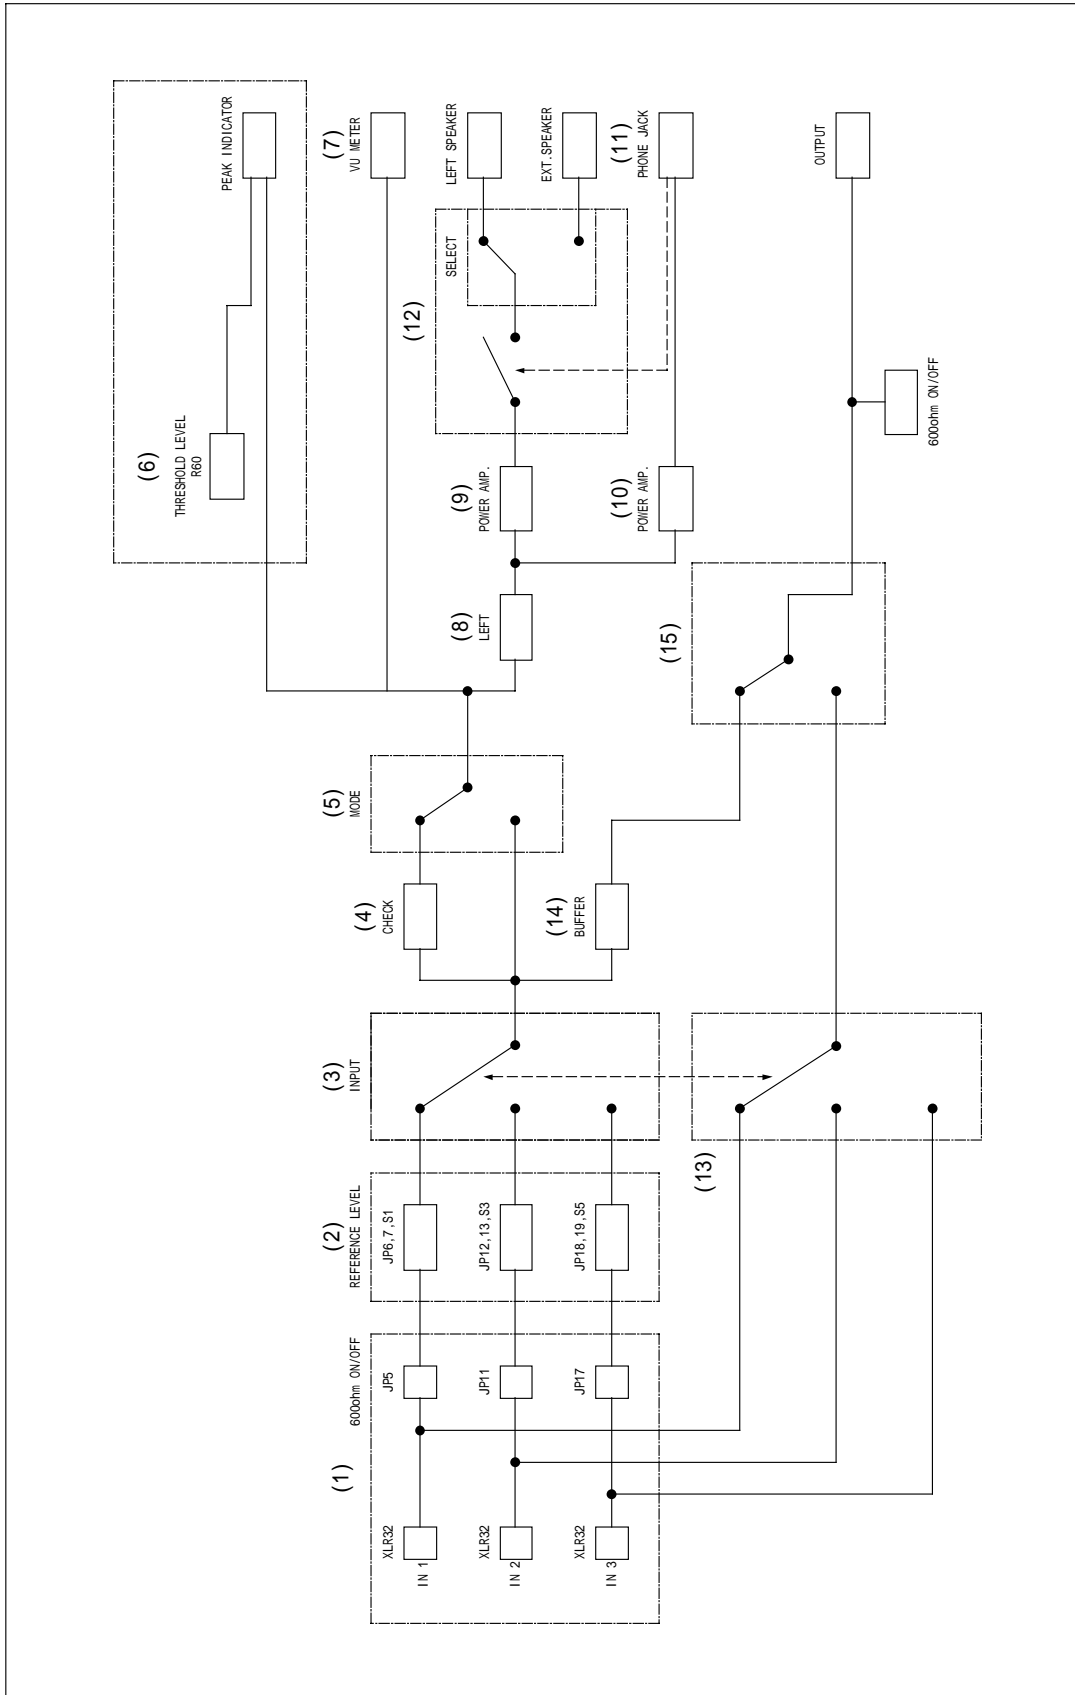 (1)
600ohm ON/OFF
XLR32
IN 1
JP5
XLR32
IN 2
JP11
XLR32
IN 3
JP17
(2)
REFERENCE LEVEL
JP6,7,S1
JP12,13,S3
JP18,19,S5
(3)
INPUT
(13)
(4)
CHECK
(14)
BUFFER
(5)
MODE
(15)
(8)
LEFT
(9)
POWER AMP.
(10)
POWER AMP.
(6)
THRESHOLD LEVEL
R60
(12)
SELECT
600ohm ON/OFF
PEAK INDICATOR
(7)
VU METER
LEFT SPEAKER
EXT.SPEAKER
(11)
PHONE JACK
OUTPUT